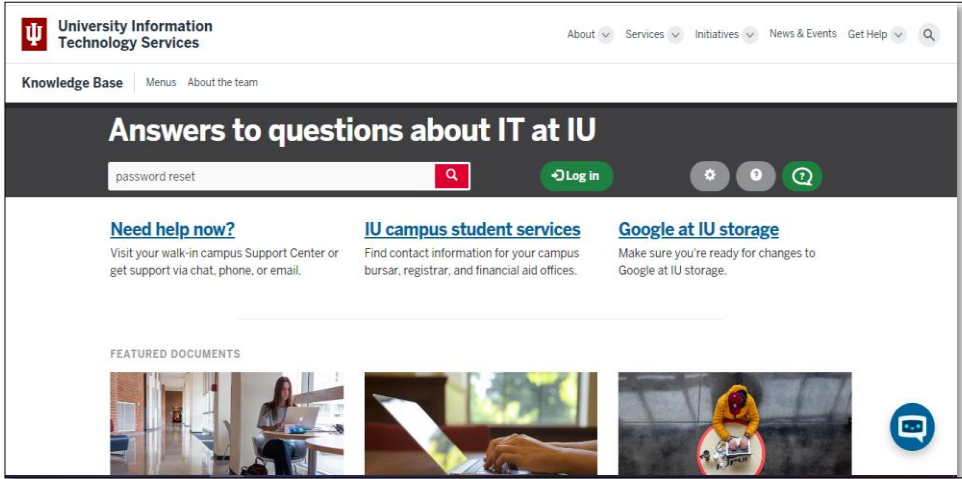 University Information
Technology Services
About Services Initiatives News & Events Get Help
Knowledge Base Menus About the team
Answers to questions about IT at IU
password reset
Log in
Need help now?
Visit your walk-in campus Support Center or
get support via chat, phone, or email.
IU campus student services
Find contact information for your campus
bursar, registrar, and financial aid offices.
Google at IU storage
Make sure you're ready for changes to
Google at IU storage.
FEATURED DOCUMENTS
IUPUI